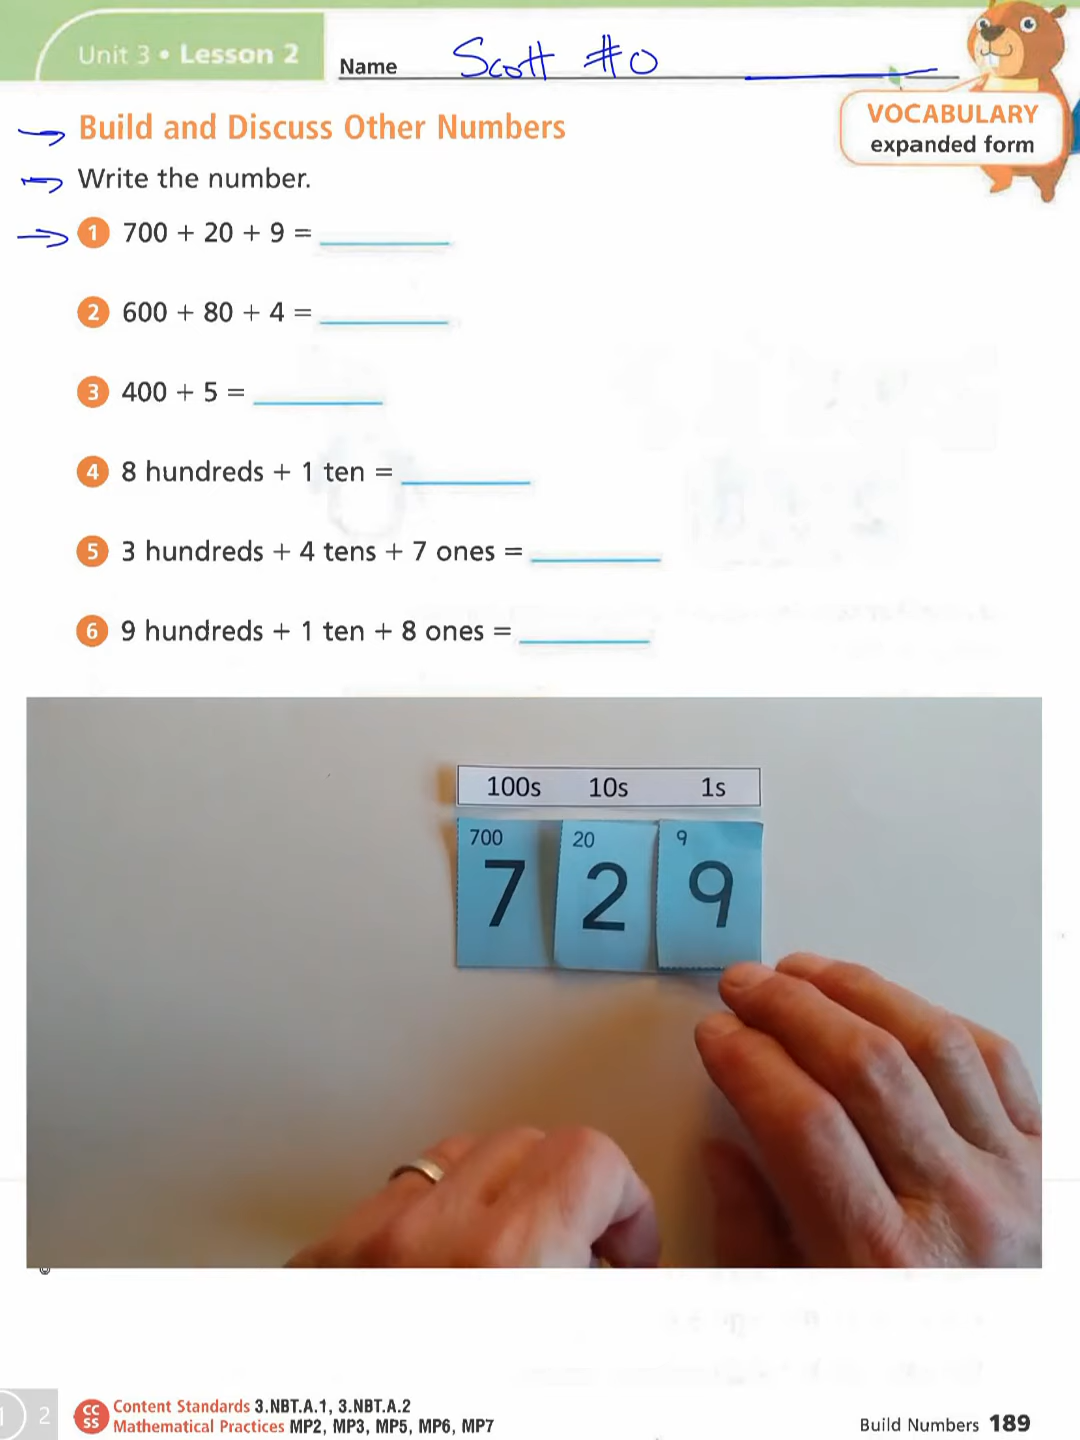 Unit 3 • Lesson 2
Name Scott #0
VOCABULARY
expanded form
Build and Discuss Other Numbers
Write the number.
1 700 + 20 + 9 =
2 600 + 80 + 4 =
3 400 + 5 =
4 8 hundreds + 1 ten =
5 3 hundreds + 4 tens + 7 ones =
6 9 hundreds + 1 ten + 8 ones =
100s 10s 1s
700 20 9
7 2 9
©
2
CC SS Content Standards 3.NBT.A.1, 3.NBT.A.2
Mathematical Practices MP2, MP3, MP5, MP6, MP7
Build Numbers 189